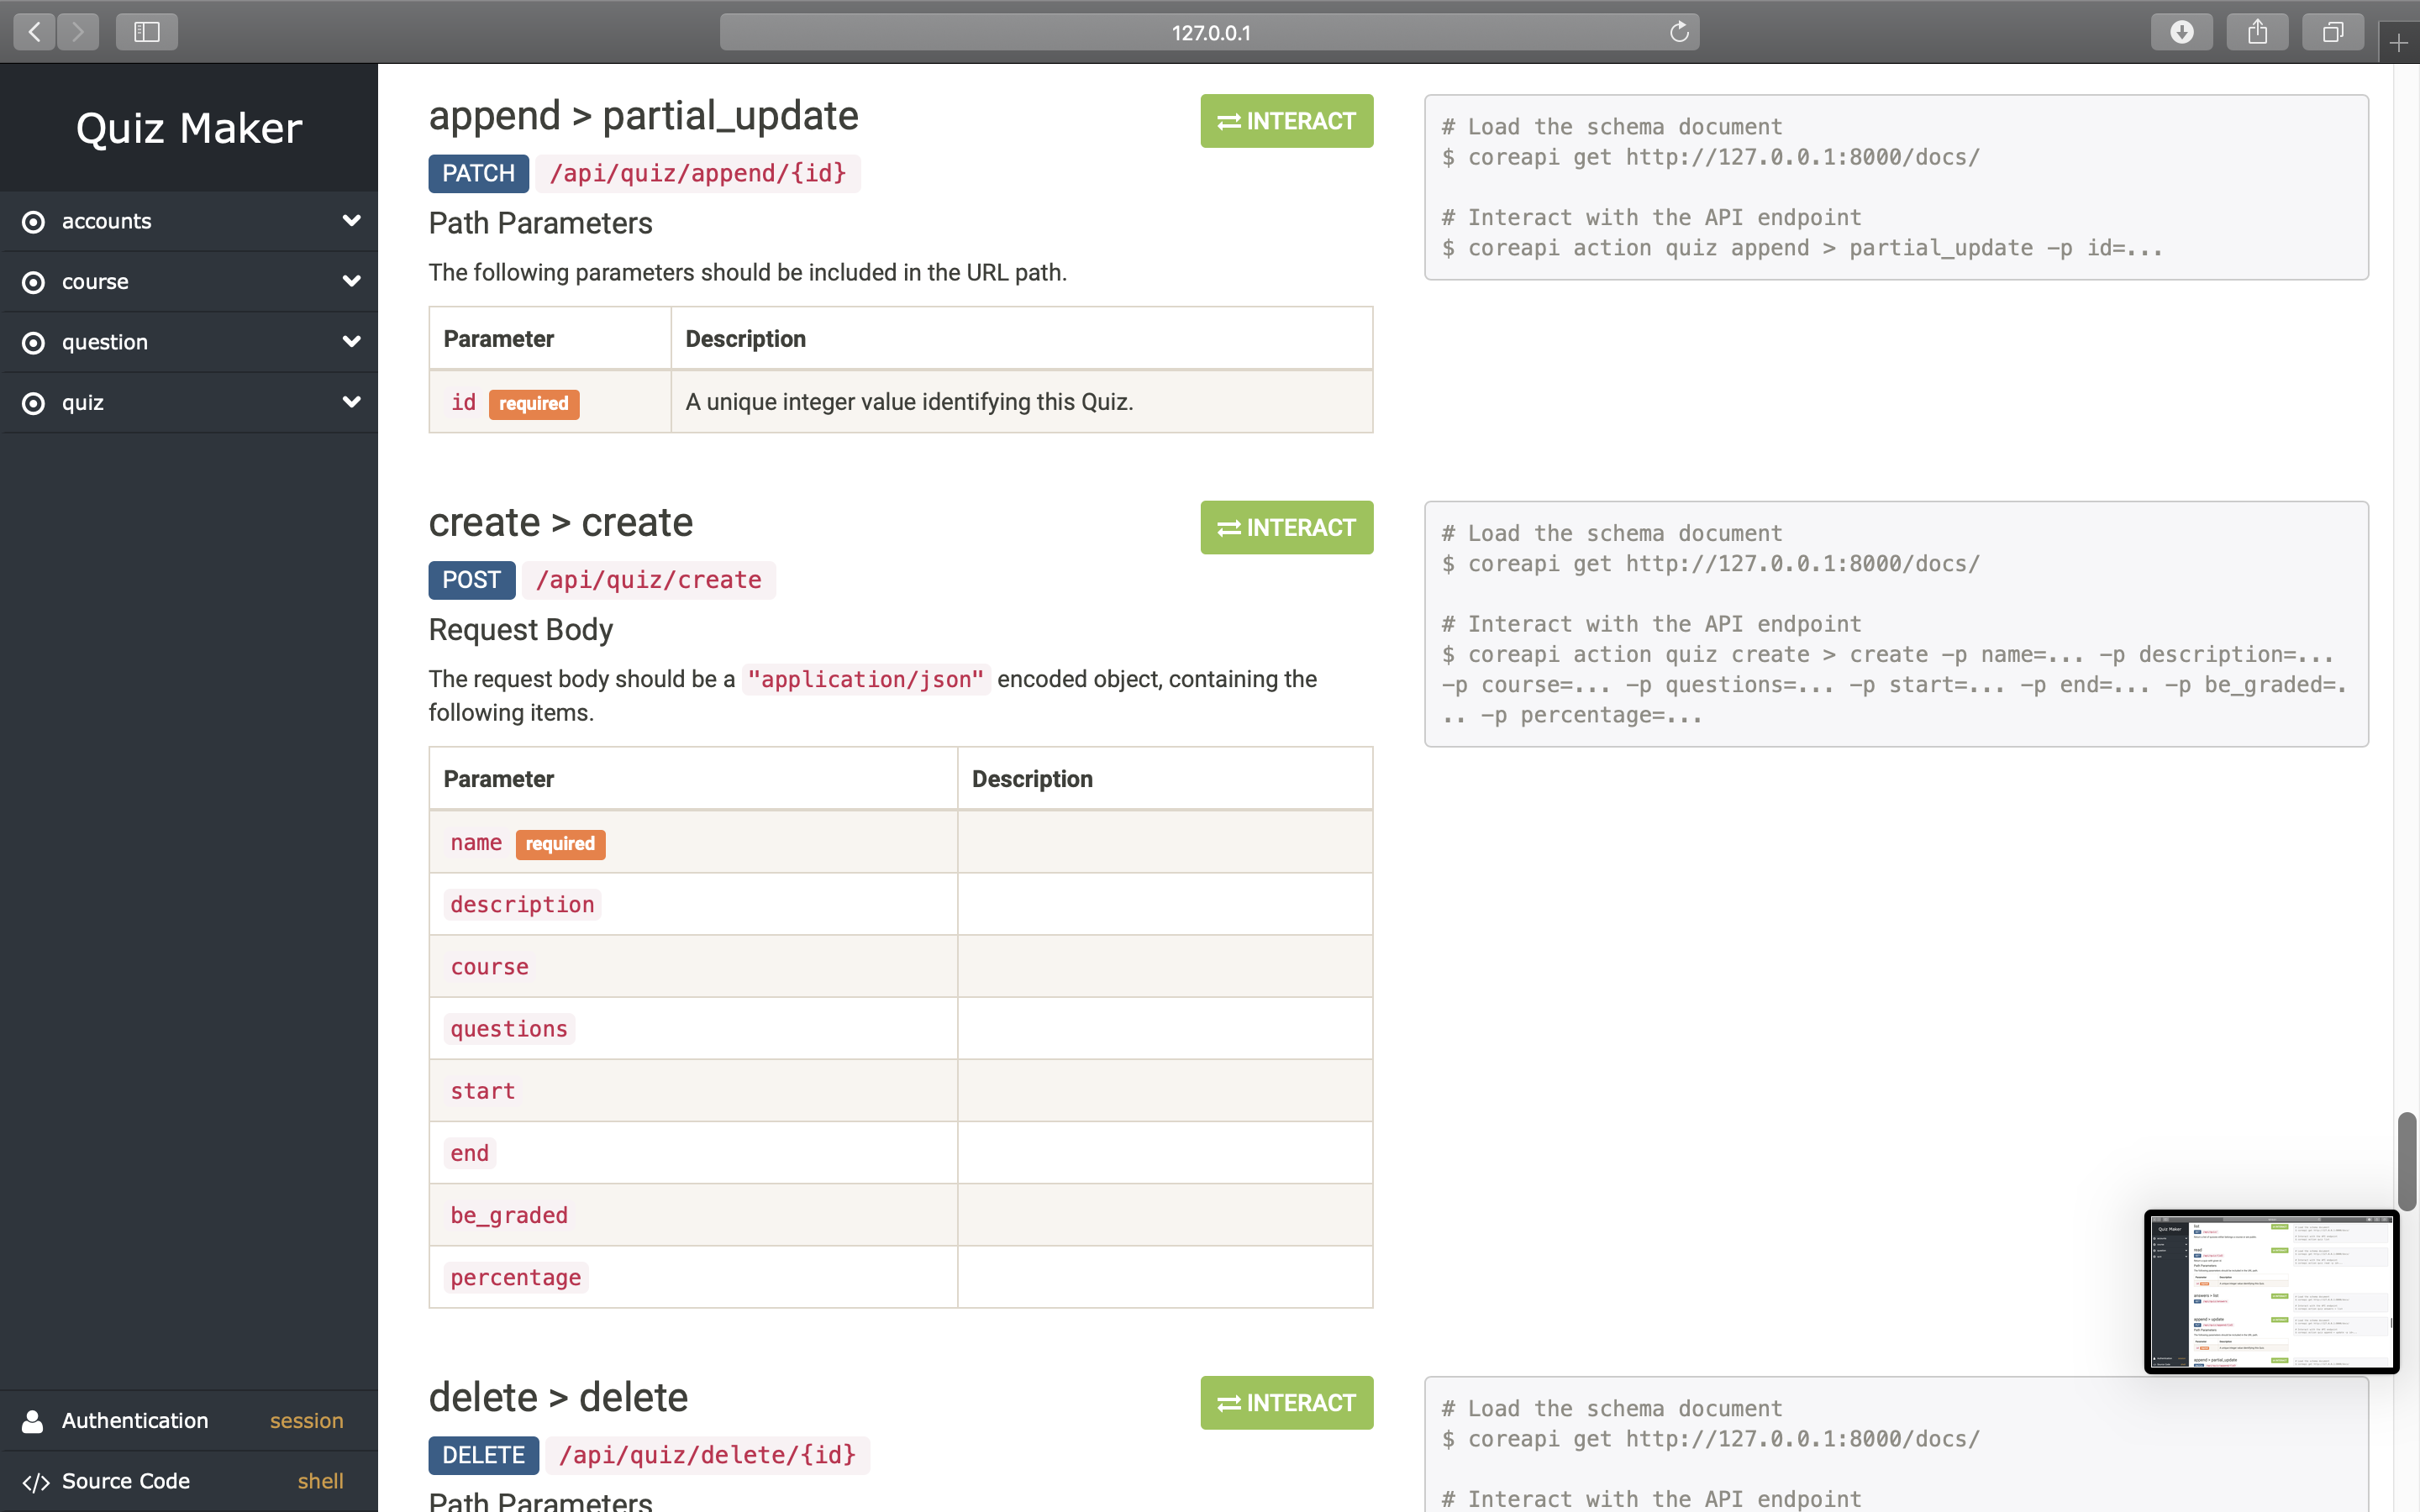 127.0.0.1
Quiz Maker
accounts
course
question
quiz
Authentication session
Source Code shell
append > partial_update
INTERACT
PATCH /api/quiz/append/{id}
Path Parameters
The following parameters should be included in the URL path.
Parameter Description
id required A unique integer value identifying this Quiz.
# Load the schema document
$ coreapi get http://127.0.0.1:8000/docs/
# Interact with the API endpoint
$ coreapi action quiz append > partial_update -p id=...
create > create
INTERACT
POST /api/quiz/create
Request Body
The request body should be a "application/json" encoded object, containing the
following items.
Parameter Description
name required
description
course
questions
start
end
be_graded
percentage
# Load the schema document
$ coreapi get http://127.0.0.1:8000/docs/
# Interact with the API endpoint
$ coreapi action quiz create > create -p name=... -p description=...
-p course=... -p questions=... -p start=... -p end=... -p be_graded=.
.. -p percentage=...
delete > delete
INTERACT
DELETE /api/quiz/delete/{id}
Path Parameters
# Load the schema document
$ coreapi get http://127.0.0.1:8000/docs/
# Interact with the API endpoint